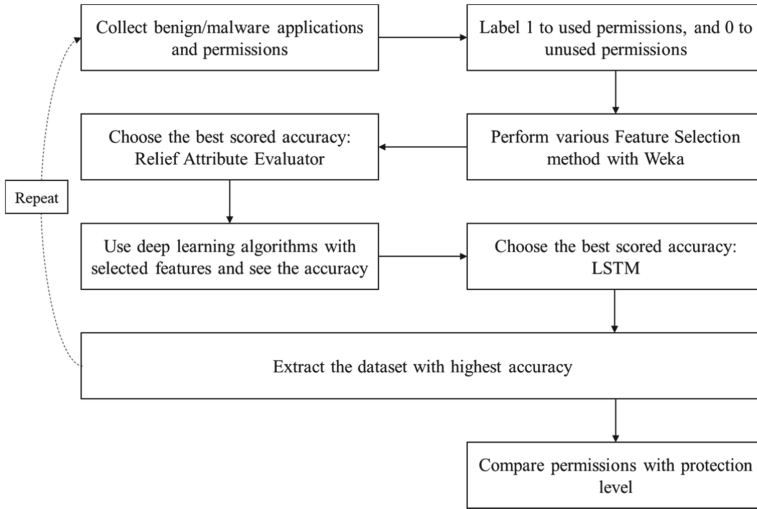 Collect benign/malware applications
and permissions
Label 1 to used permissions, and 0 to
unused permissions
Choose the best scored accuracy:
Relief Attribute Evaluator
Perform various Feature Selection
method with Weka
Repeat
Use deep learning algorithms with
selected features and see the accuracy
Choose the best scored accuracy:
LSTM
Extract the dataset with highest accuracy
Compare permissions with protection
level